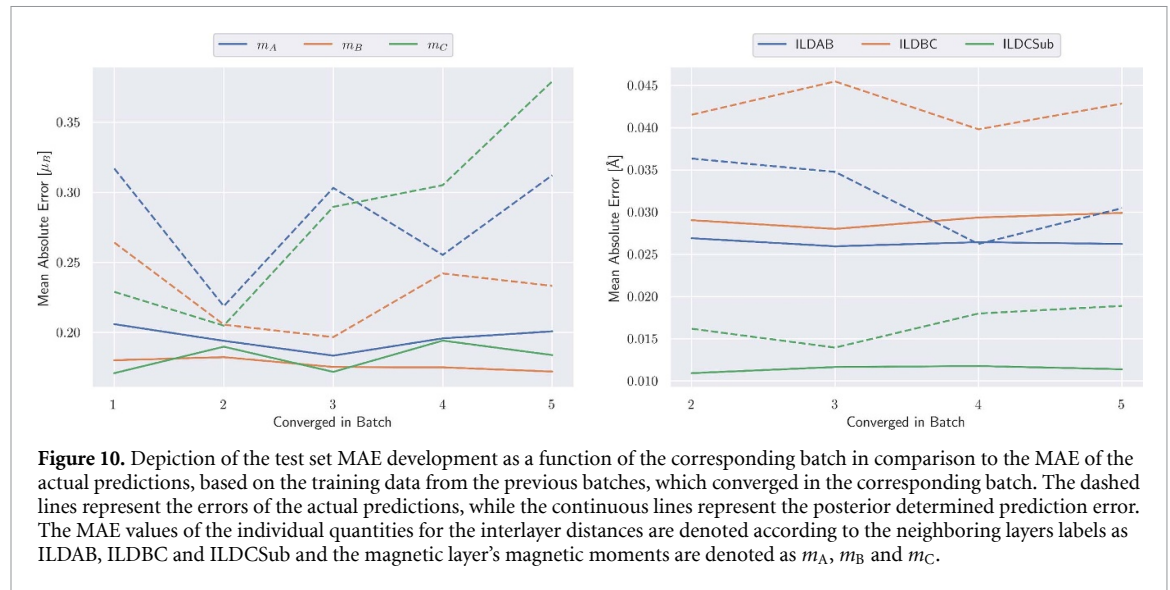 m_A m_B m_C
Mean Absolute Error [μ_B]
0.35
0.30
0.25
0.20
1 2 3 4 5
Converged in Batch
ILDAB ILDBC ILDCSub
Mean Absolute Error [Å]
0.045
0.040
0.035
0.030
0.025
0.020
0.015
0.010
2 3 4 5
Converged in Batch
Figure 10. Depiction of the test set MAE development as a function of the corresponding batch in comparison to the MAE of the
actual predictions, based on the training data from the previous batches, which converged in the corresponding batch. The dashed
lines represent the errors of the actual predictions, while the continuous lines represent the posterior determined prediction error.
The MAE values of the individual quantities for the interlayer distances are denoted according to the neighboring layers labels as
ILDAB, ILDBC and ILDCSub and the magnetic layer's magnetic moments are denoted as m_A, m_B and m_C.